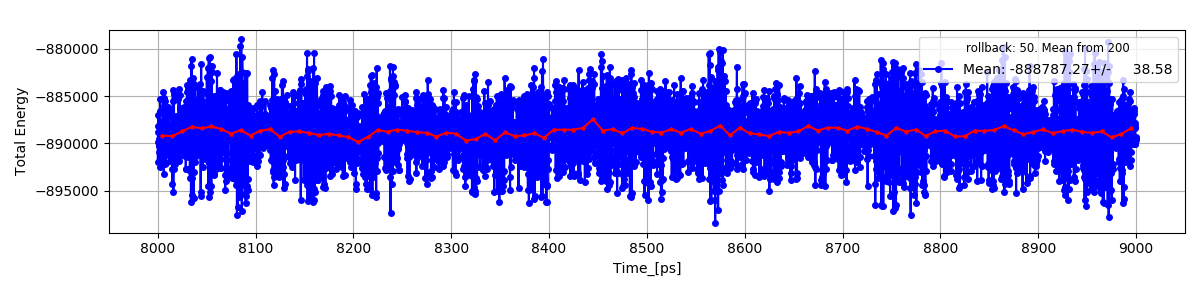 rollback: 50. Mean from 200
Mean: -888787.27+/- 38.58
Total Energy
−880000
−885000
−890000
−895000
8000 8100 8200 8300 8400 8500 8600 8700 8800 8900 9000
Time_[ps]